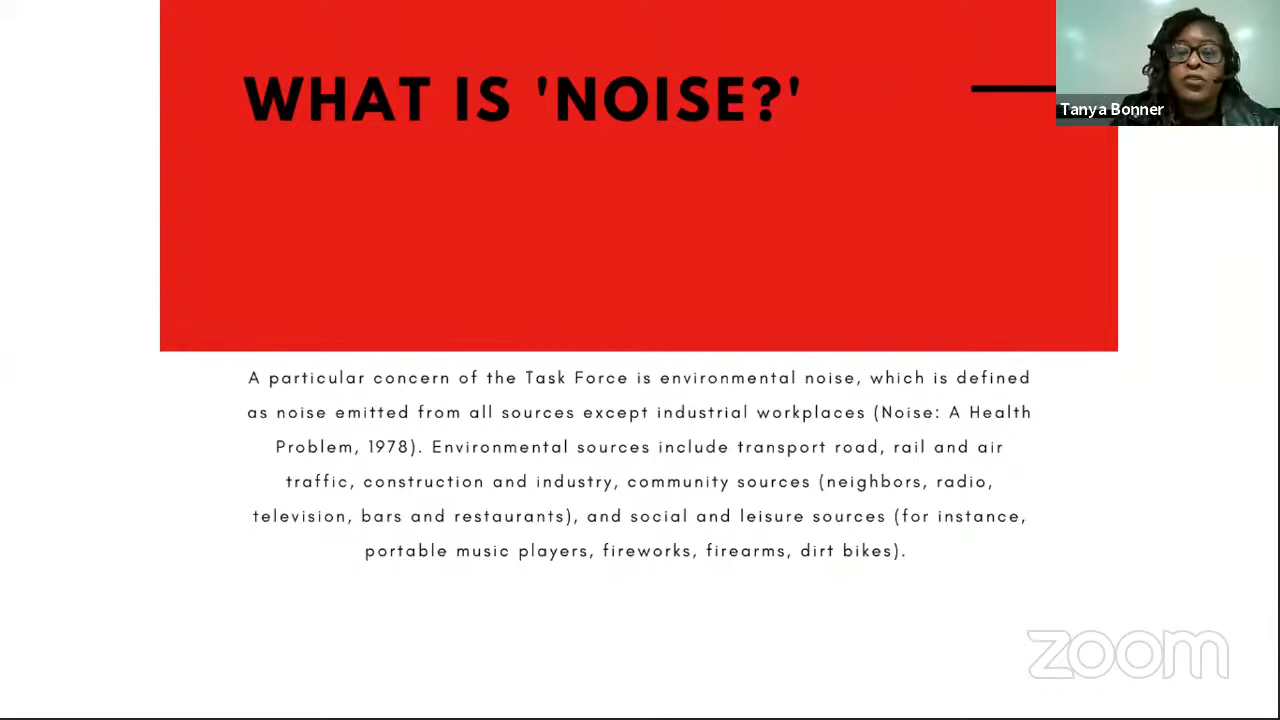 WHAT IS 'NOISE?'
Tanya Bonner
A particular concern of the Task Force is environmental noise, which is defined
as noise emitted from all sources except industrial workplaces (Noise: A Health
Problem, 1978). Environmental sources include transport road, rail and air
traffic, construction and industry, community sources (neighbors, radio,
television, bars and restaurants), and social and leisure sources (for instance,
portable music players, fireworks, firearms, dirt bikes).
zoom